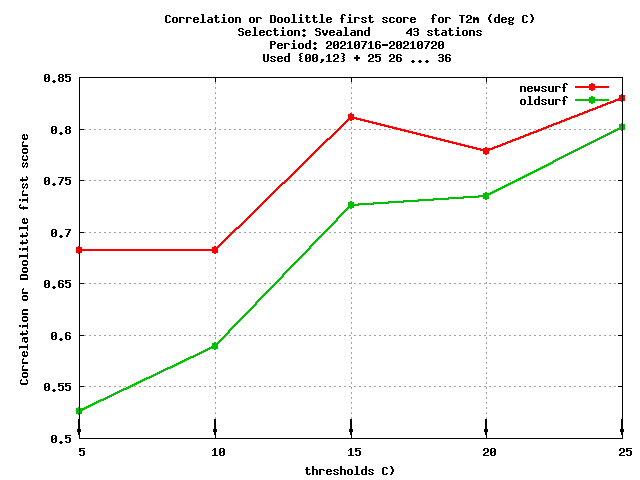 Correlation or Doolittle first score  for T2m (deg C)
Selection: Svealand     43 stations
Period: 20210716-20210720
Used {00,12} + 25 26 ... 36
newsurf
oldsurf
Correlation or Doolittle first score
0.85
0.8
0.75
0.7
0.65
0.6
0.55
0.5
5 10 15 20 25
thresholds C)